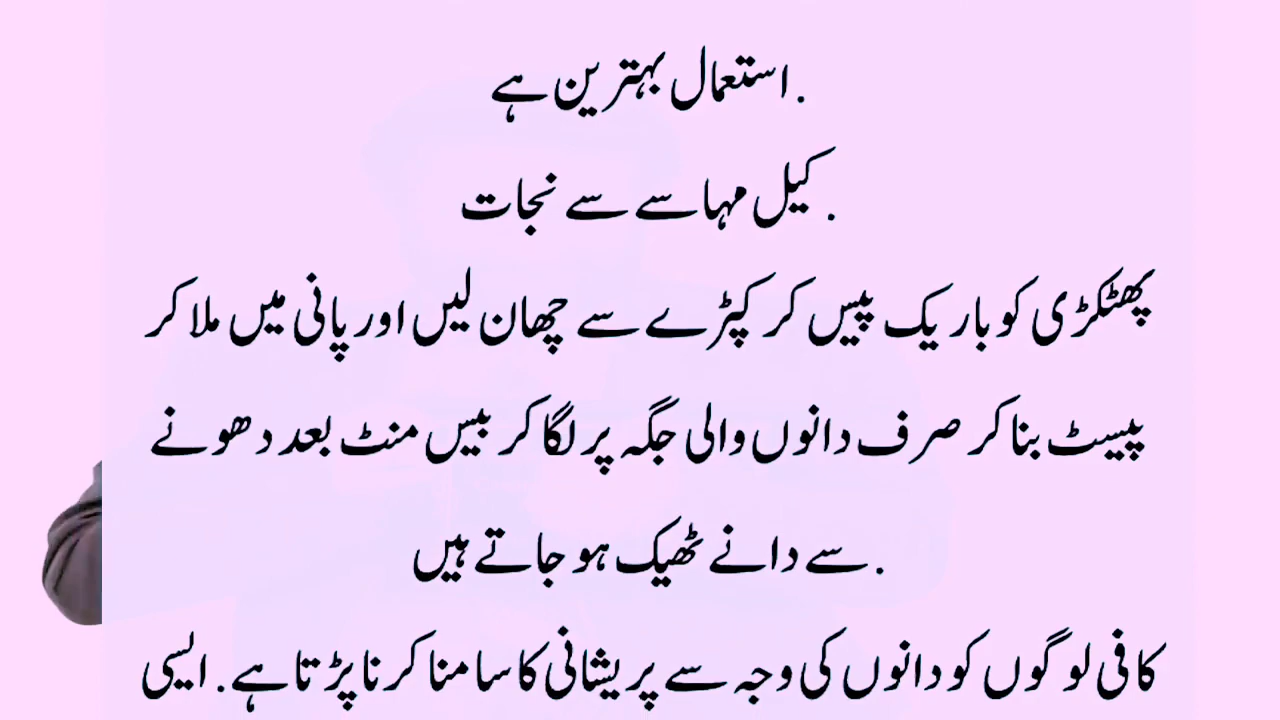 استعمال بہترین ہے.
کیل مہاسے سے نجات.
پھٹکڑی کو باریک پیس کر کپڑے سے چھان لیں اور پانی میں ملا کر
پیسٹ بنا کر صرف دانوں والی جگہ پر لگا کر بیس منٹ بعد دھونے
سے دانے ٹھیک ہو جاتے ہیں.
کافی لوگوں کو دانوں کی وجہ سے پریشانی کا سامنا کرنا پڑتا ہے. ایسی